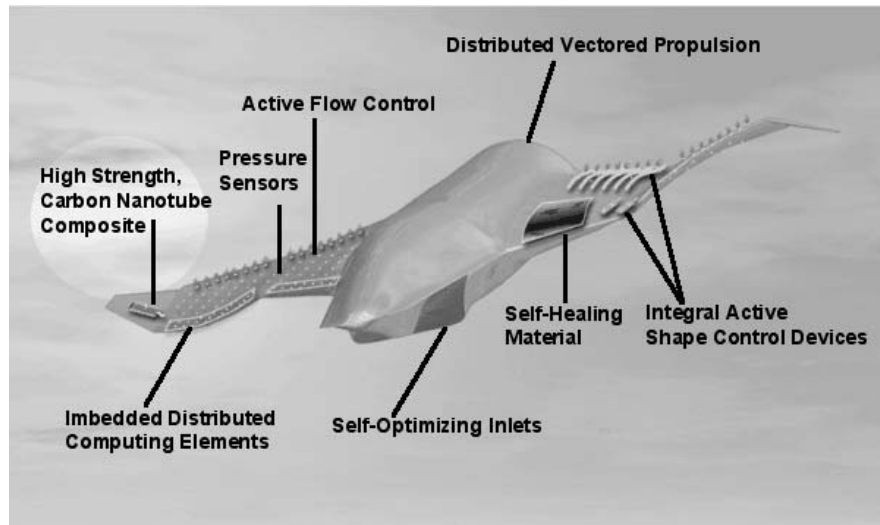 Distributed Vectored Propulsion
Active Flow Control
Pressure
Sensors
High Strength,
Carbon Nanotube
Composite
Self-Healing
Material
Integral Active
Shape Control Devices
Imbedded Distributed
Computing Elements
Self-Optimizing Inlets